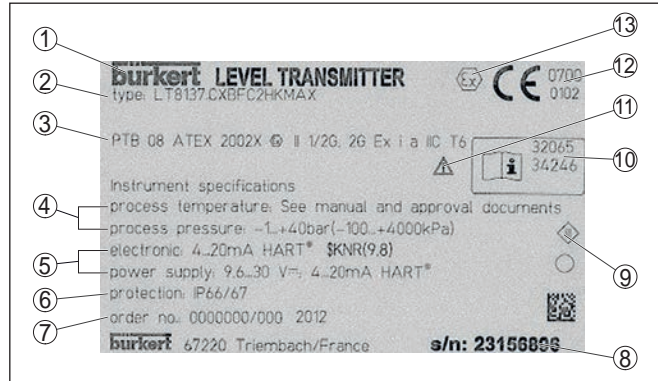 1
13
burkert LEVEL TRANSMITTER
Ex
CE 0700 12
0102
2 type: LT8137.CXBFC2HKMAX
11
3 PTB 08 ATEX 2002X Ex II 1/2G, 2G Ex i a IIC T6
32065
i 34246 10
Instrument specifications
4 process temperature: See manual and approval documents
process pressure: -1...+40bar(-100...+4000kPa)
5 electronic: 4...20mA HART® $KNR(9.8)
power supply: 9.6...30 V⎓, 4...20mA HART®
9
6 protection: IP66/67
7 order no.: 0000000/000 2012
burkert 67220 Triembach/France s/n: 23156896 8